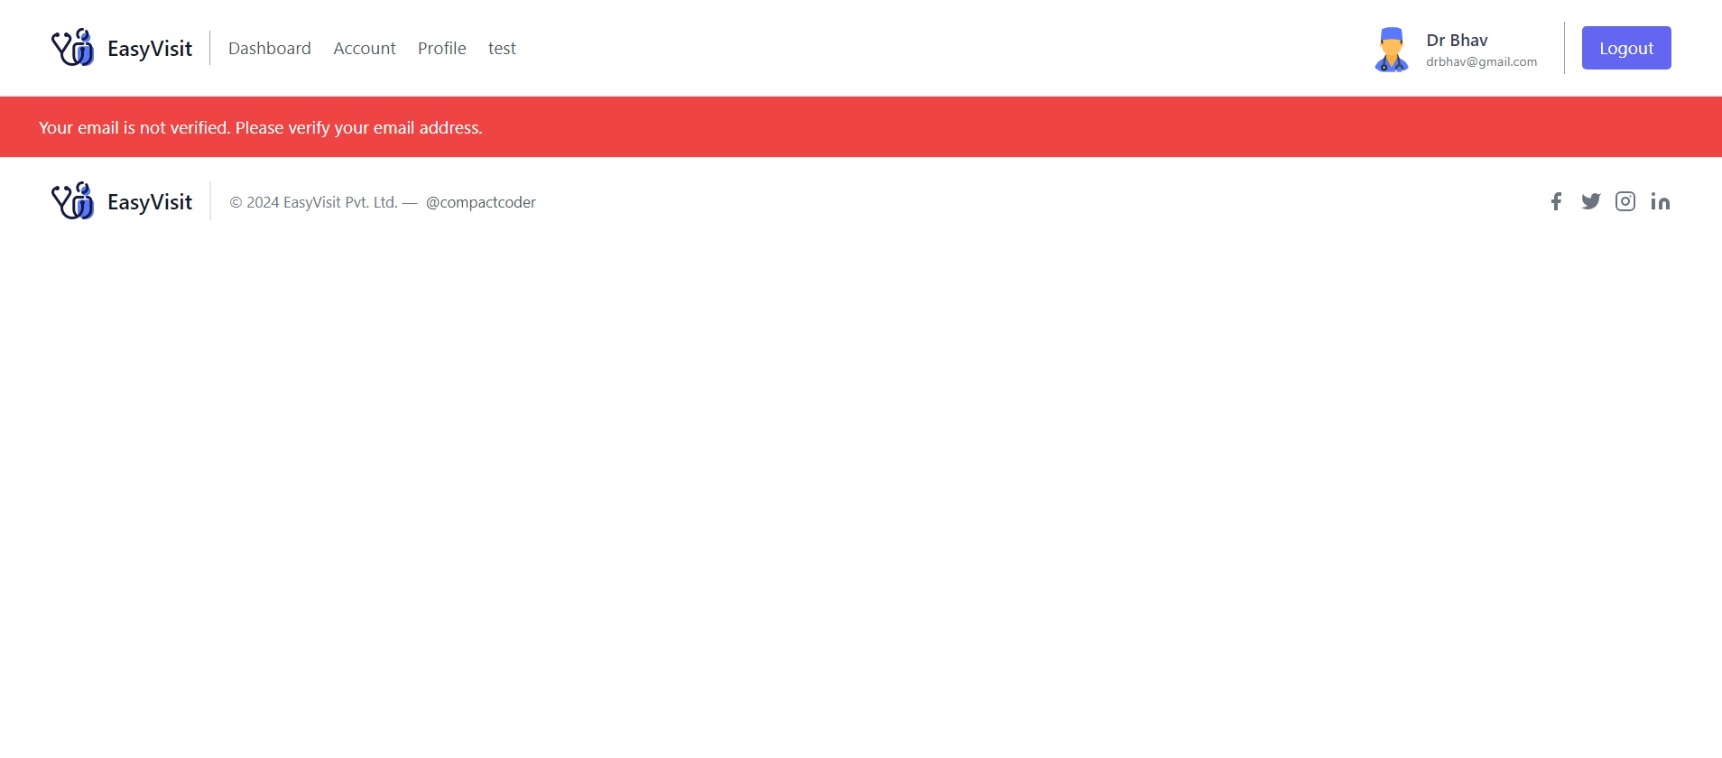 EasyVisit Dashboard Account Profile test Dr Bhav Logout
drbhav@gmail.com
Your email is not verified. Please verify your email address.
EasyVisit © 2024 EasyVisit Pvt. Ltd. — @compactcoder